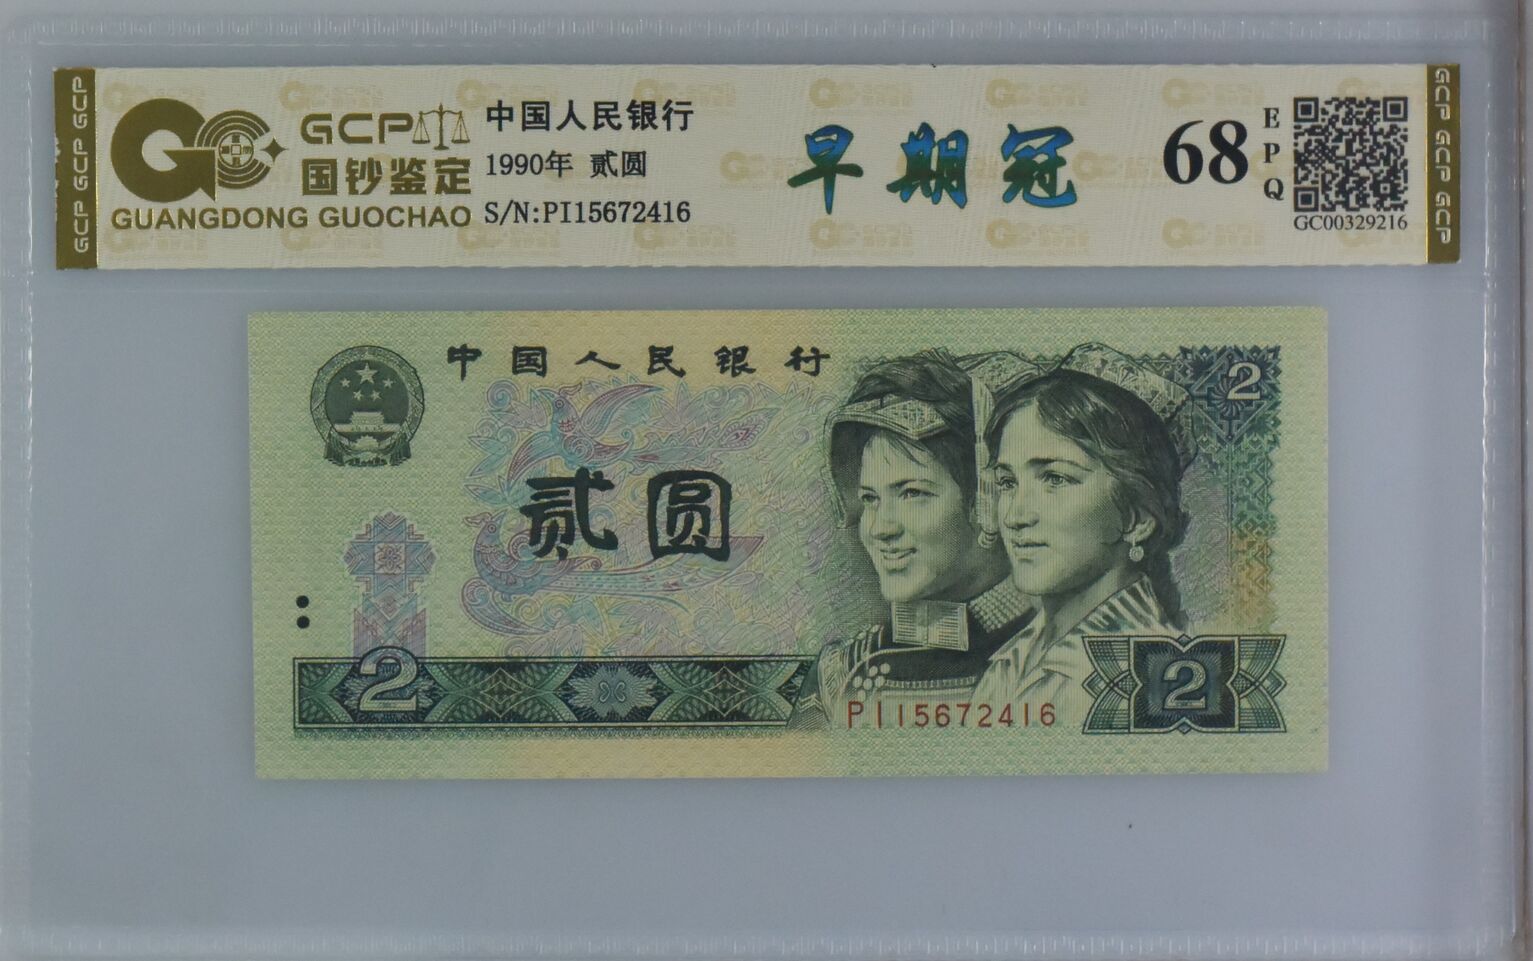 GCP GCP GCP
GCP
国钞鉴定
GUANGDONG GUOCHAO
中国人民银行
1990年 贰圆
S/N:PI15672416
早期冠
68
EPQ
GC00329216
GCP GCP GCP
中国人民银行
2
贰圆
2
PI15672416
2